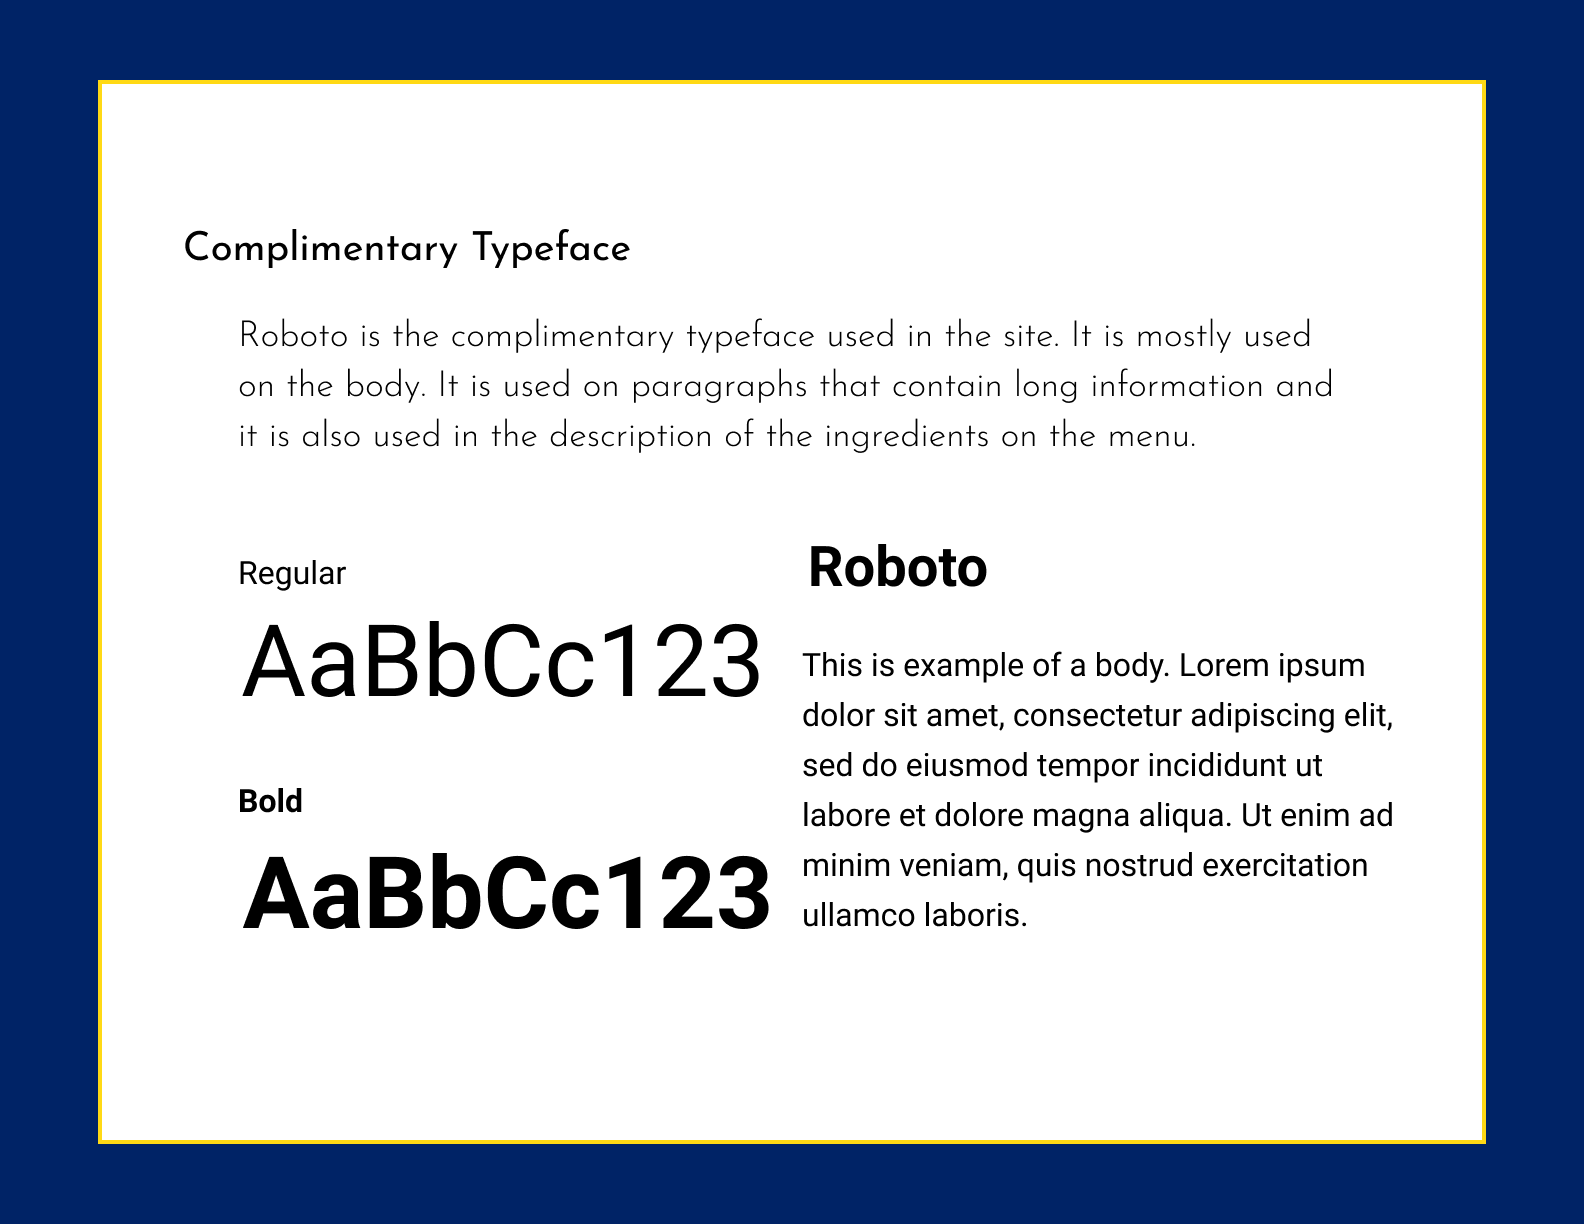 Complimentary Typeface
Roboto is the complimentary typeface used in the site. It is mostly used
on the body. It is used on paragraphs that contain long information and
it is also used in the description of the ingredients on the menu.
Regular
AaBbCc123
Bold
AaBbCc123
Roboto
This is example of a body. Lorem ipsum
dolor sit amet, consectetur adipiscing elit,
sed do eiusmod tempor incididunt ut
labore et dolore magna aliqua. Ut enim ad
minim veniam, quis nostrud exercitation
ullamco laboris.